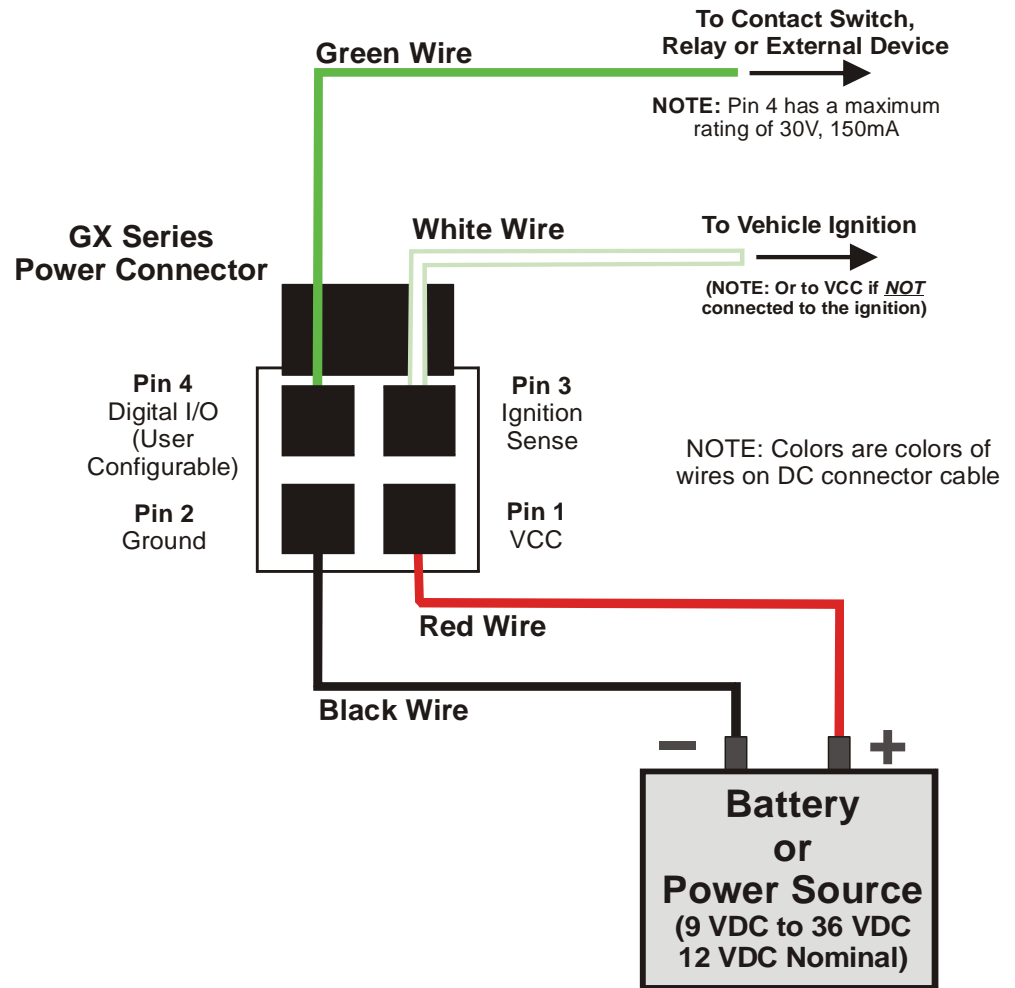 To Contact Switch,
Relay or External Device
Green Wire
NOTE: Pin 4 has a maximum
rating of 30V, 150mA
White Wire
To Vehicle Ignition
(NOTE: Or to VCC if NOT
connected to the ignition)
GX Series
Power Connector
Pin 4
Digital I/O
(User
Configurable)
Pin 3
Ignition
Sense
NOTE: Colors are colors of
wires on DC connector cable
Pin 2
Ground
Pin 1
VCC
Red Wire
Black Wire
− +
Battery
or
Power Source
(9 VDC to 36 VDC
12 VDC Nominal)